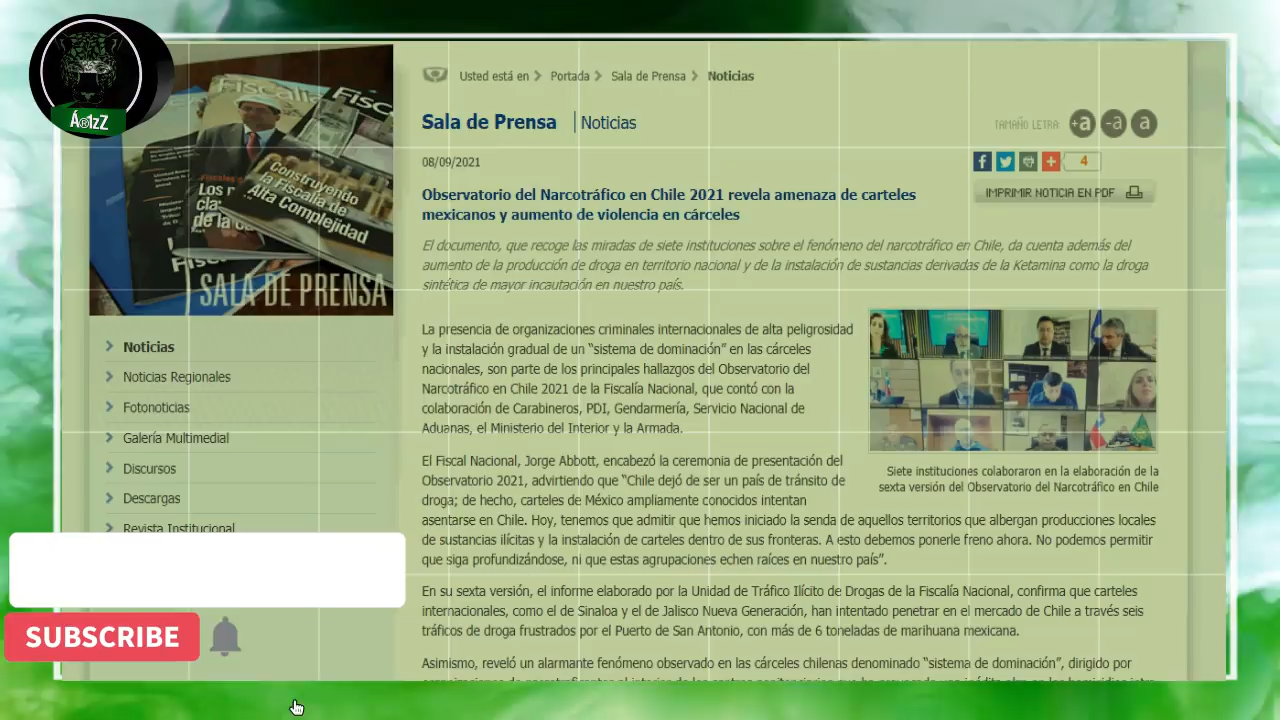 Á®IzZ
Fiscalía
Fisc
Construyendo
la Fiscalía de
Alta Complejidad
Los r
cla
de la
SALA DE PRENSA
Usted está en
Portada
Sala de Prensa
Noticias
Sala de Prensa | Noticias
TAMAÑO LETRA
+a
-a
a
08/09/2021
4
IMPRIMIR NOTICIA EN PDF
Observatorio del Narcotráfico en Chile 2021 revela amenaza de carteles
mexicanos y aumento de violencia en cárceles
El documento, que recoge las miradas de siete instituciones sobre el fenómeno del narcotráfico en Chile, da cuenta además del
aumento de la producción de droga en territorio nacional y de la instalación de sustancias derivadas de la Ketamina como la droga
sintética de mayor incautación en nuestro país.
La presencia de organizaciones criminales internacionales de alta peligrosidad
y la instalación gradual de un “sistema de dominación” en las cárceles
nacionales, son parte de los principales hallazgos del Observatorio del
Narcotráfico en Chile 2021 de la Fiscalía Nacional, que contó con la
colaboración de Carabineros, PDI, Gendarmería, Servicio Nacional de
Aduanas, el Ministerio del Interior y la Armada.
Siete instituciones colaboraron en la elaboración de la
sexta versión del Observatorio del Narcotráfico en Chile
El Fiscal Nacional, Jorge Abbott, encabezó la ceremonia de presentación del
Observatorio 2021, advirtiendo que “Chile dejó de ser un país de tránsito de
droga; de hecho, carteles de México ampliamente conocidos intentan
asentarse en Chile. Hoy, tenemos que admitir que hemos iniciado la senda de aquellos territorios que albergan producciones locales
de sustancias ilícitas y la instalación de carteles dentro de sus fronteras. A esto debemos ponerle freno ahora. No podemos permitir
que siga profundizándose, ni que estas agrupaciones echen raíces en nuestro país”.
En su sexta versión, el informe elaborado por la Unidad de Tráfico Ilícito de Drogas de la Fiscalía Nacional, confirma que carteles
internacionales, como el de Sinaloa y el de Jalisco Nueva Generación, han intentado penetrar en el mercado de Chile a través seis
tráficos de droga frustrados por el Puerto de San Antonio, con más de 6 toneladas de marihuana mexicana.
Asimismo, reveló un alarmante fenómeno observado en las cárceles chilenas denominado “sistema de dominación”, dirigido por
Noticias
Noticias Regionales
Fotonoticias
Galería Multimedial
Discursos
Descargas
Revista Institucional
SUBSCRIBE